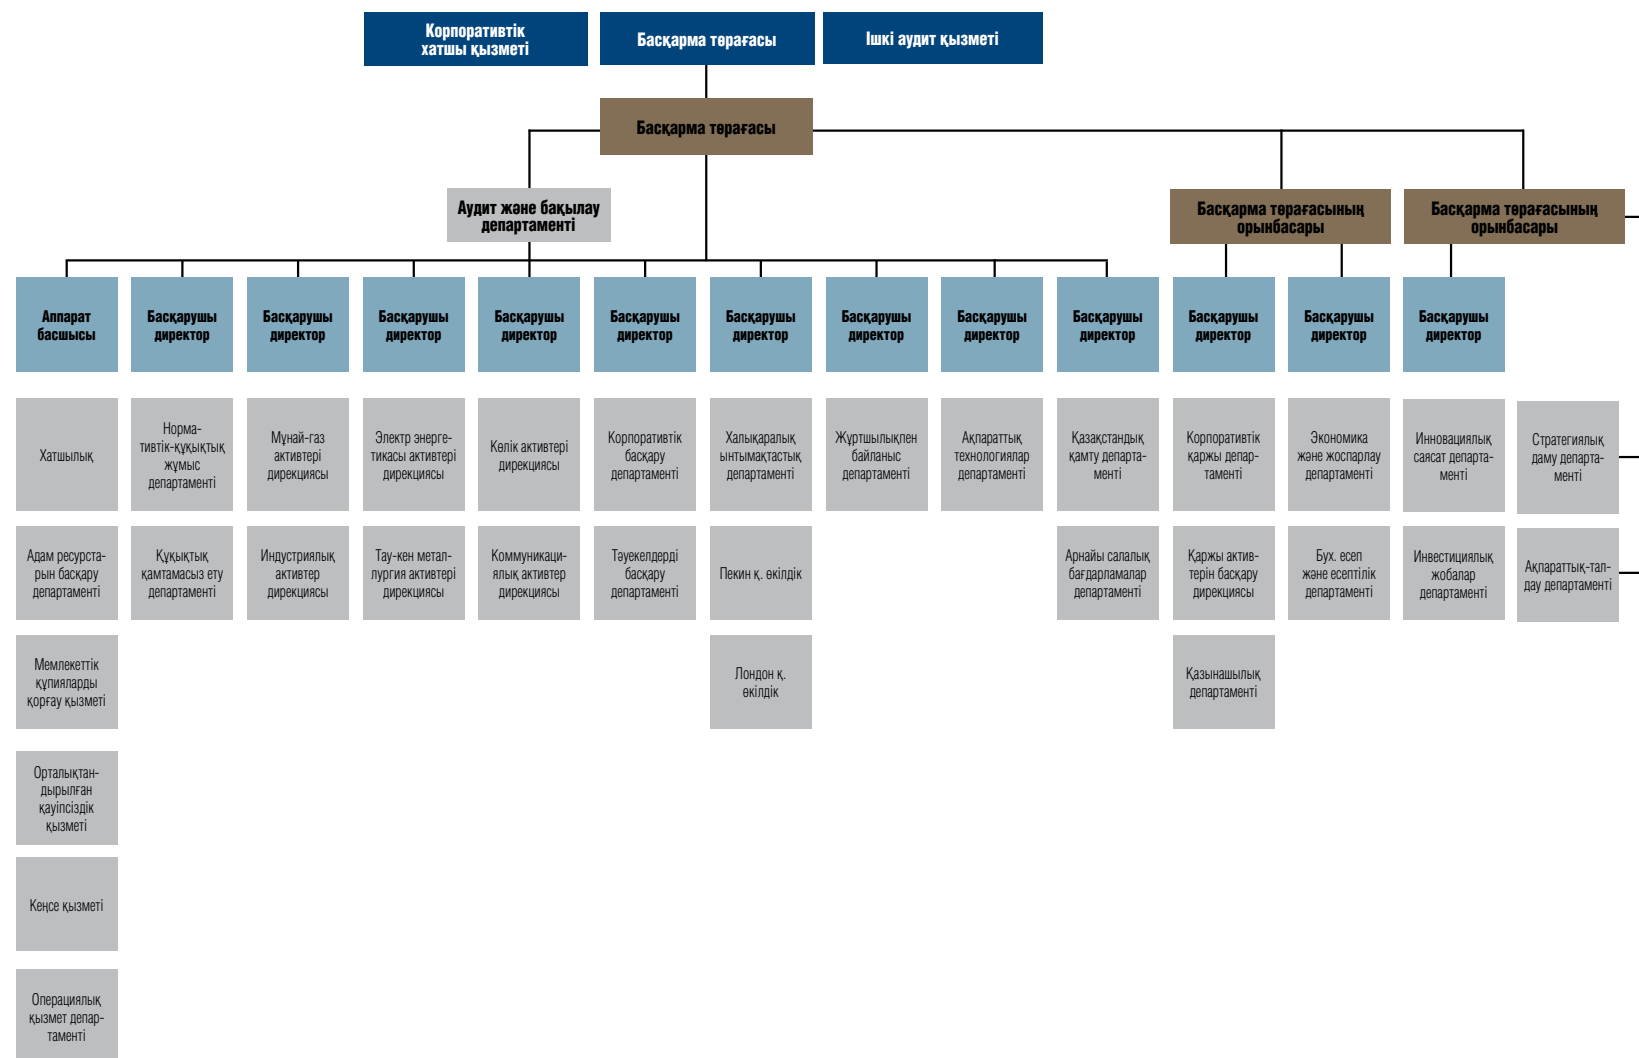 Корпоративтік
хатшы қызметі
Басқарма төрағасы
Ішкі аудит қызметі
Басқарма төрағасы
Аудит және бақылау
департаменті
Басқарма төрағасының
орынбасары
Басқарма төрағасының
орынбасары
Аппарат
басшысы
Басқарушы
директор
Басқарушы
директор
Басқарушы
директор
Басқарушы
директор
Басқарушы
директор
Басқарушы
директор
Басқарушы
директор
Басқарушы
директор
Басқарушы
директор
Басқарушы
директор
Басқарушы
директор
Басқарушы
директор
Хатшылық
Норма-
тивтік-құқықтық
жұмыс
департаменті
Мұнай-газ
активтері
дирекциясы
Электр энерге-
тикасы активтері
дирекциясы
Көлік активтері
дирекциясы
Корпоративтік
басқару
департаменті
Халықаралық
ынтымақтастық
департаменті
Жұртшылықпен
байланыс
департаменті
Ақпараттық
технологиялар
департаменті
Қазақстандық
қамту департа-
менті
Корпоративтік
қаржы депар-
таменті
Экономика
және жоспарлау
департаменті
Инновациялық
саясат департа-
менті
Стратегиялық
даму департа-
менті
Адам ресурста-
рын басқару
департаменті
Құқықтық
қамтамасыз ету
департаменті
Индустриялық
активтер
дирекциясы
Тау-кен метал-
лургия активтері
дирекциясы
Коммуникаци-
ялық активтер
дирекциясы
Тәуекелдерді
басқару
департаменті
Пекин қ. өкілдік
Арнайы салалық
бағдарламалар
департаменті
Қаржы актив-
терін басқару
дирекциясы
Бух. есеп
және есептілік
департаменті
Инвестициялық
жобалар
департаменті
Ақпараттық-тал-
дау департаменті
Мемлекеттік
құпияларды
қорғау қызметі
Лондон қ.
өкілдік
Қазынашылық
департаменті
Орталықтан-
дырылған
қауіпсіздік
қызметі
Кеңсе қызметі
Операциялық
қызмет депар-
таменті